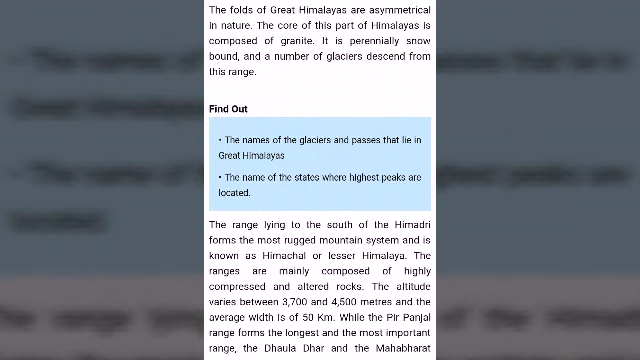 The folds of Great Himalayas are asymmetrical
in nature. The core of this part of Himalayas is
composed of granite. It is perennially snow
bound, and a number of glaciers descend from
this range.
Find Out
• The names of the glaciers and passes that lie in
Great Himalayas
• The name of the states where highest peaks are
located.
The range lying to the south of the Himadri
forms the most rugged mountain system and is
known as Himachal or lesser Himalaya. The
ranges are mainly composed of highly
compressed and altered rocks. The altitude
varies between 3,700 and 4,500 metres and the
average width is of 50 Km. While the Pir Panjal
range forms the longest and the most important
range, the Dhaula Dhar and the Mahabharat